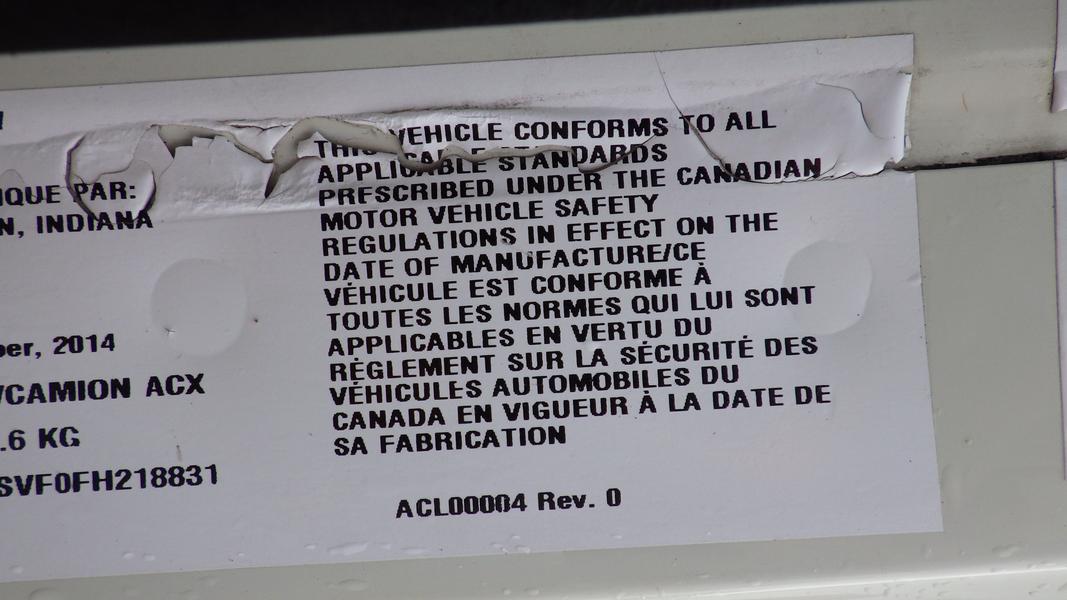 THIS VEHICLE CONFORMS TO ALL
APPLICABLE STANDARDS
PRESCRIBED UNDER THE CANADIAN
MOTOR VEHICLE SAFETY
REGULATIONS IN EFFECT ON THE
DATE OF MANUFACTURE/CE
VÉHICULE EST CONFORME À
TOUTES LES NORMES QUI LUI SONT
APPLICABLES EN VERTU DU
RÈGLEMENT SUR LA SÉCURITÉ DES
VÉHICULES AUTOMOBILES DU
CANADA EN VIGUEUR À LA DATE DE
SA FABRICATION
IQUE PAR:
N, INDIANA
ber, 2014
/CAMION ACX
.6 KG
SVF0FH218831
ACL00004 Rev. 0